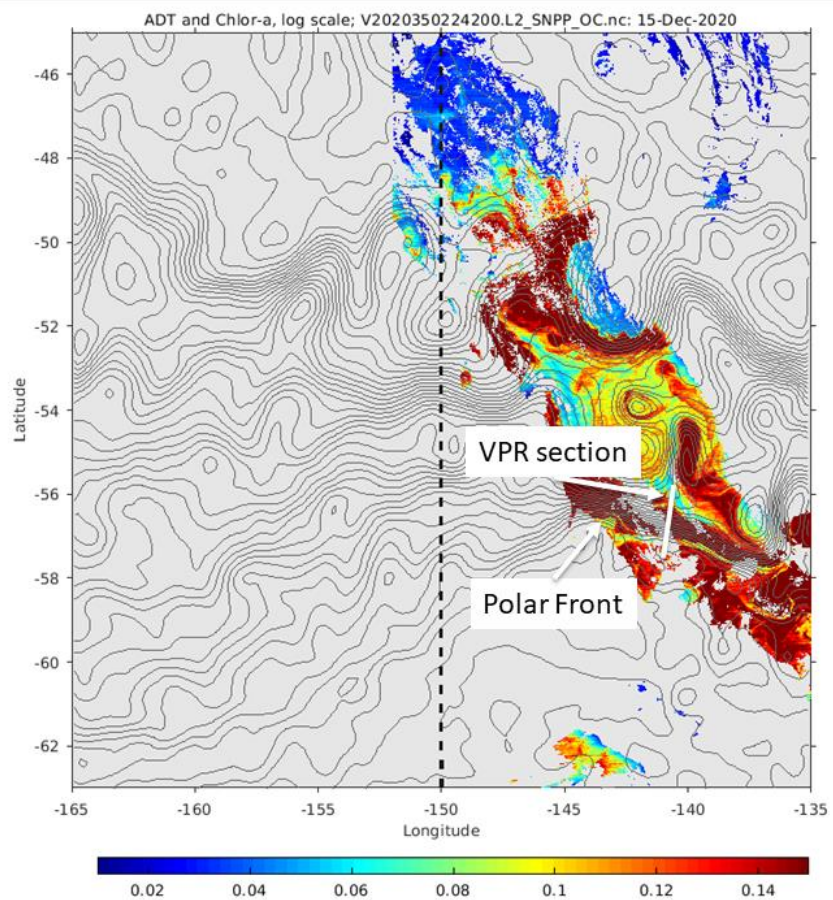 ADT and Chlor-a, log scale; V2020350224200.L2_SNPP_OC.nc: 15-Dec-2020
-46
-48
-50
-52
-54
-56
-58
-60
-62
Latitude
VPR section
Polar Front
-165 -160 -155 -150 -145 -140 -135
Longitude
0.02 0.04 0.06 0.08 0.1 0.12 0.14